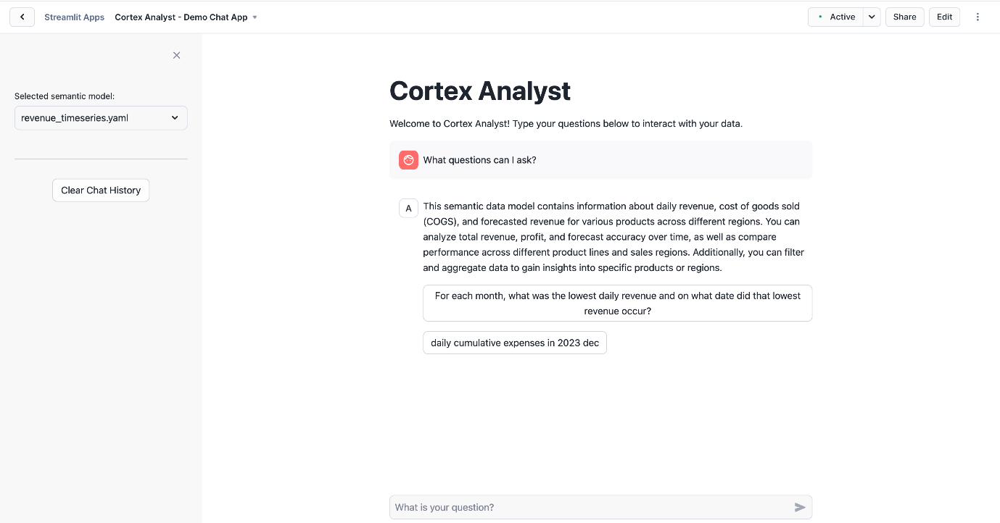 Streamlit Apps Cortex Analyst - Demo Chat App Active Share Edit
Selected semantic model:
revenue_timeseries.yaml
Clear Chat History
Cortex Analyst
Welcome to Cortex Analyst! Type your questions below to interact with your data.
What questions can I ask?
A
This semantic data model contains information about daily revenue, cost of goods sold
(COGS), and forecasted revenue for various products across different regions. You can
analyze total revenue, profit, and forecast accuracy over time, as well as compare
performance across different product lines and sales regions. Additionally, you can filter
and aggregate data to gain insights into specific products or regions.
For each month, what was the lowest daily revenue and on what date did that lowest
revenue occur?
daily cumulative expenses in 2023 dec
What is your question?